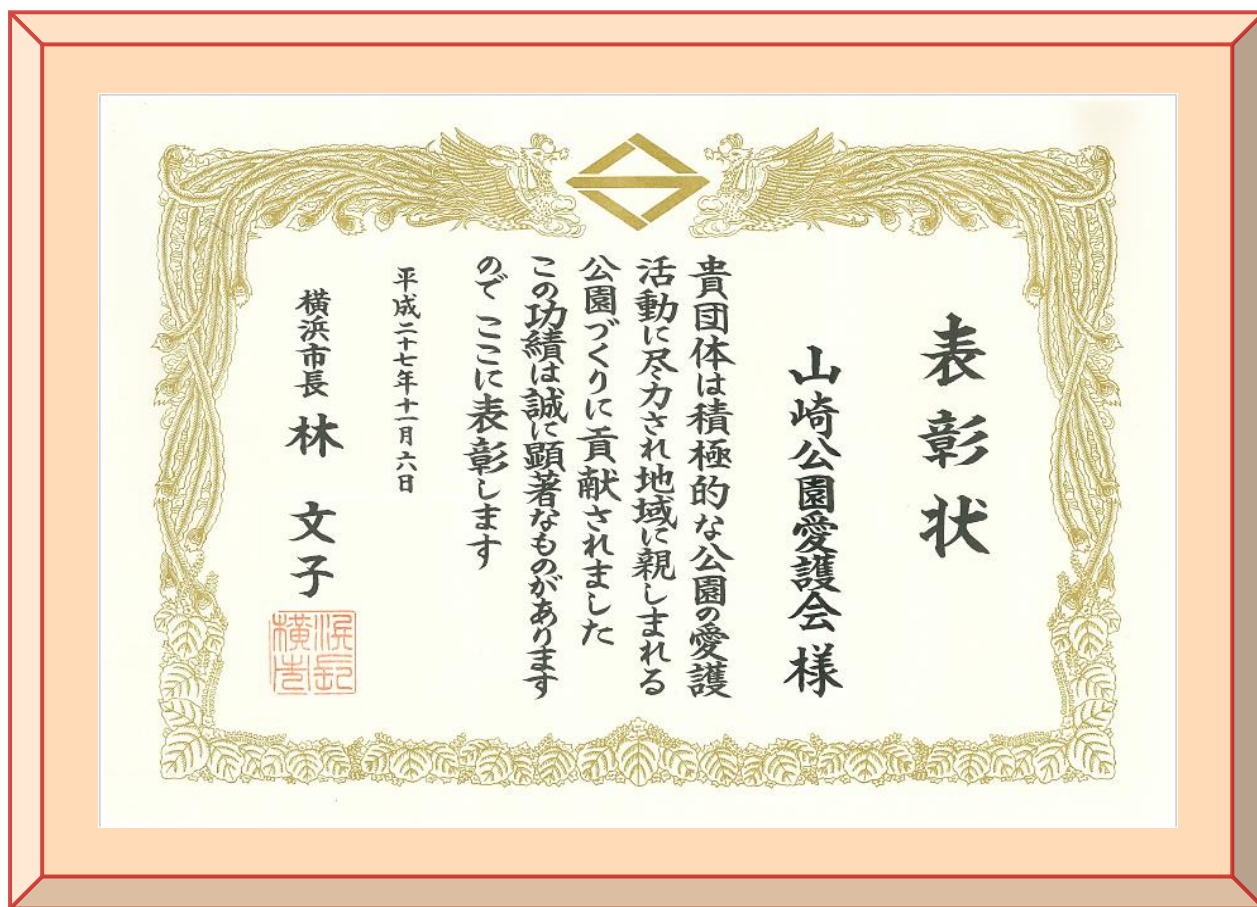 表彰状
山崎公園愛護会様
貴団体は積極的な公園の愛護
活動に尽力され地域に親しまれる
公園づくりに貢献されました
この功績は誠に顕著なものがあります
ので ここに表彰します
平成二十七年十一月六日
横浜市長 林 文子